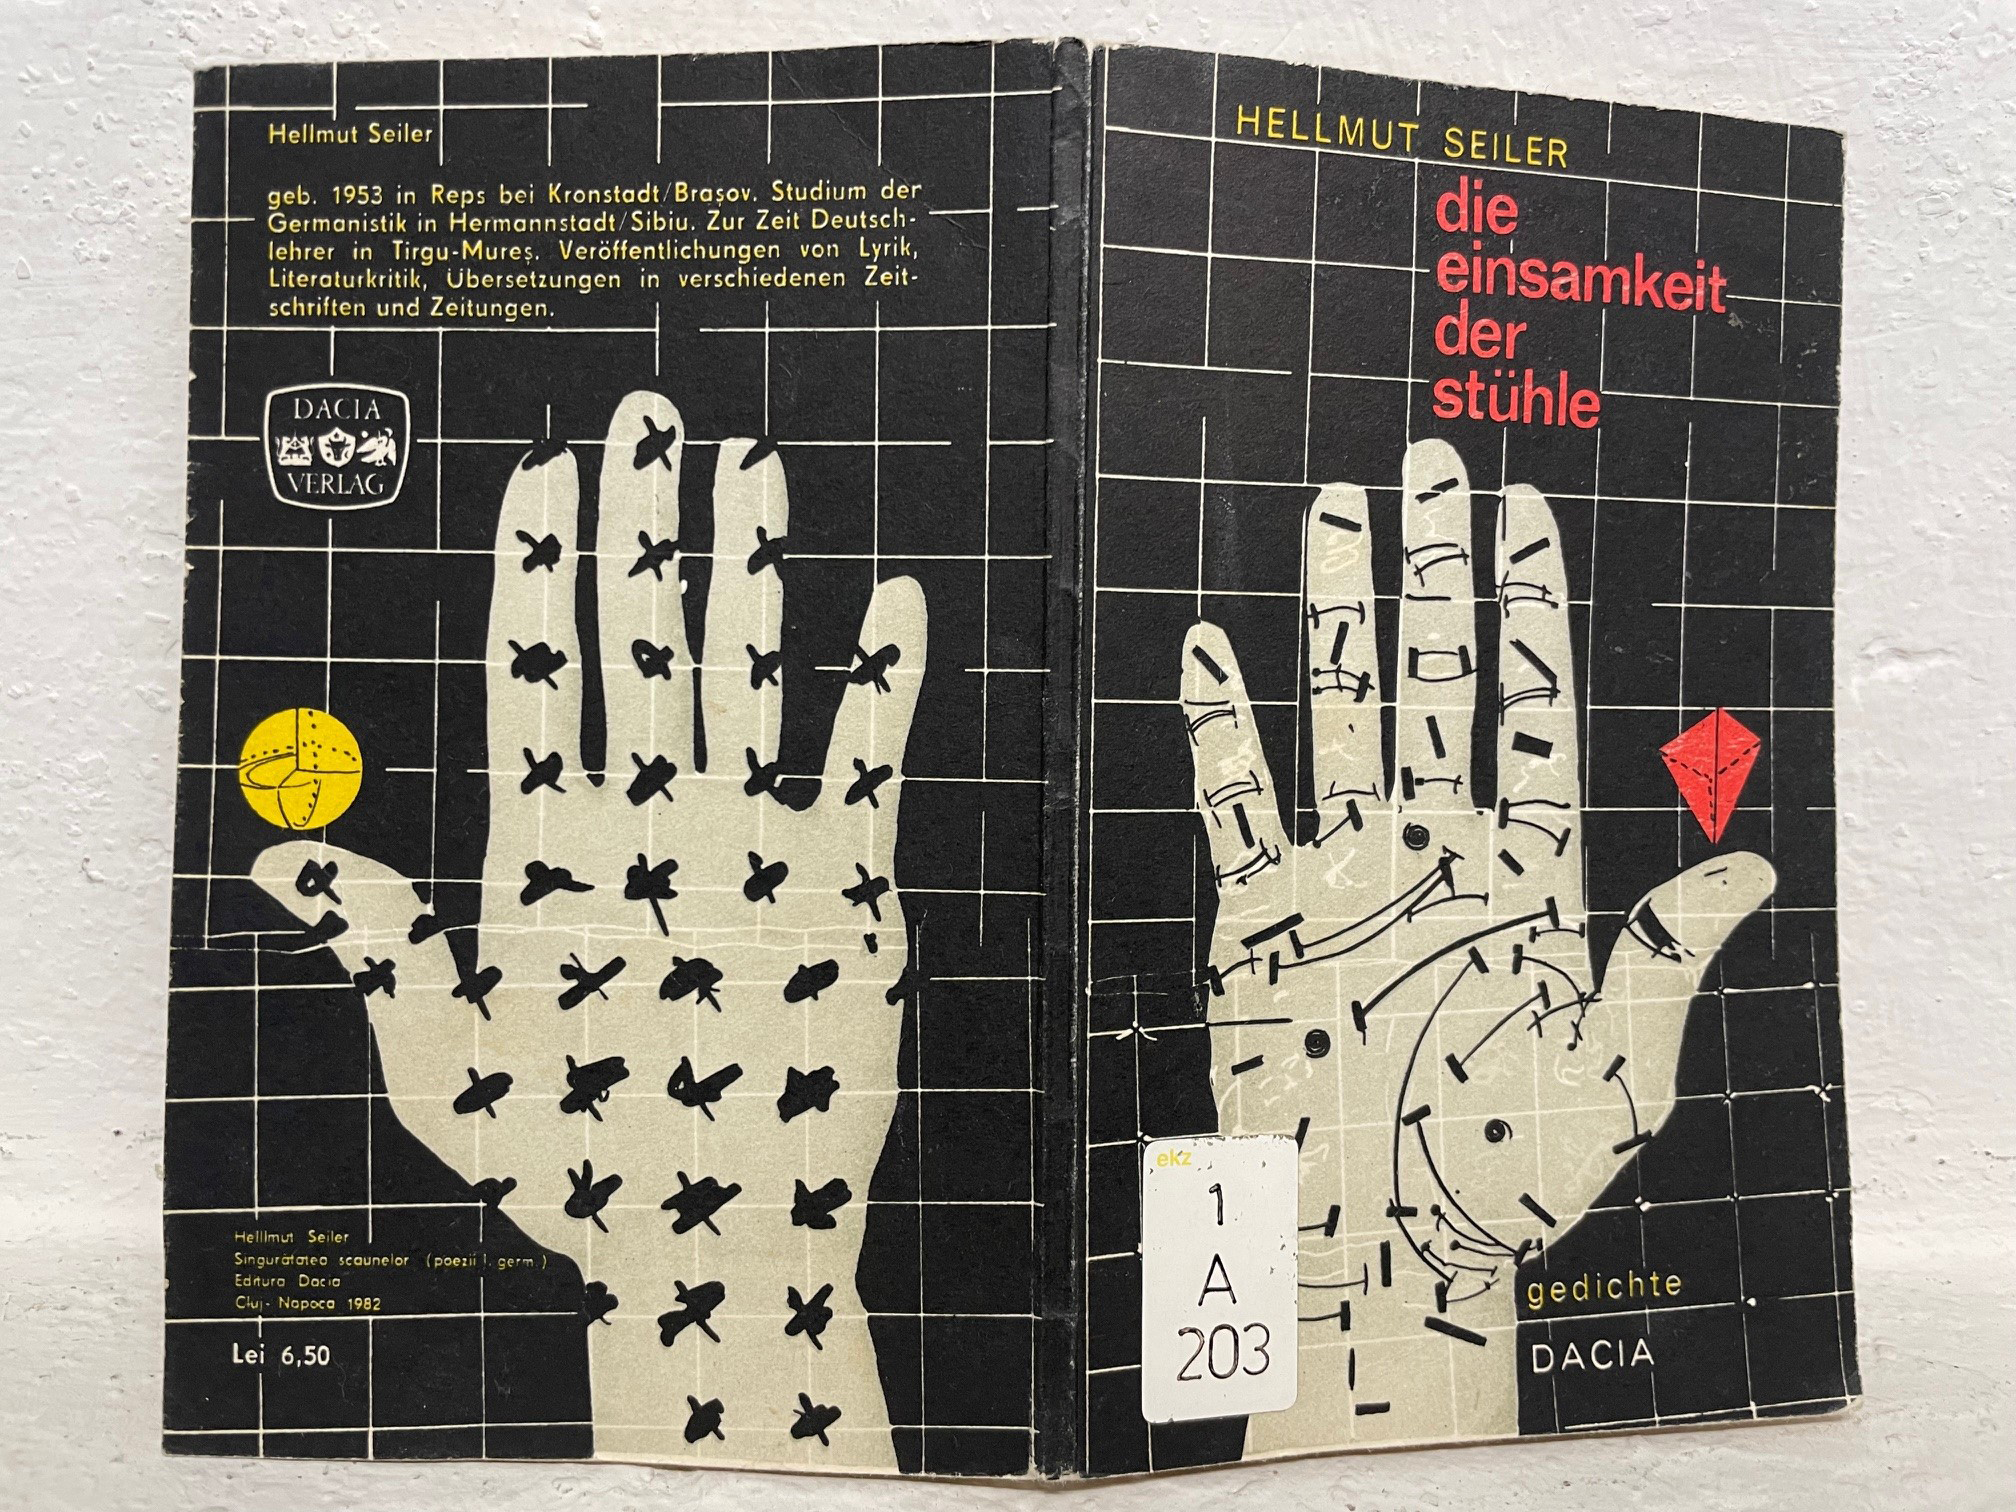 Hellmut Seiler
geb. 1953 in Reps bei Kronstadt/Brașov. Studium der
Germanistik in Hermannstadt/Sibiu. Zur Zeit Deutsch-
lehrer in Tîrgu-Mureș. Veröffentlichungen von Lyrik,
Literaturkritik, Übersetzungen in verschiedenen Zeit-
schriften und Zeitungen.
DACIA
VERLAG
Helllmut Seiler
Singurătatea scaunelor (poezii l. germ.)
Editura Dacia
Cluj-Napoca 1982
Lei 6,50
HELLMUT SEILER
die
einsamkeit
der
stühle
ekz
1
A
203
gedichte
DACIA